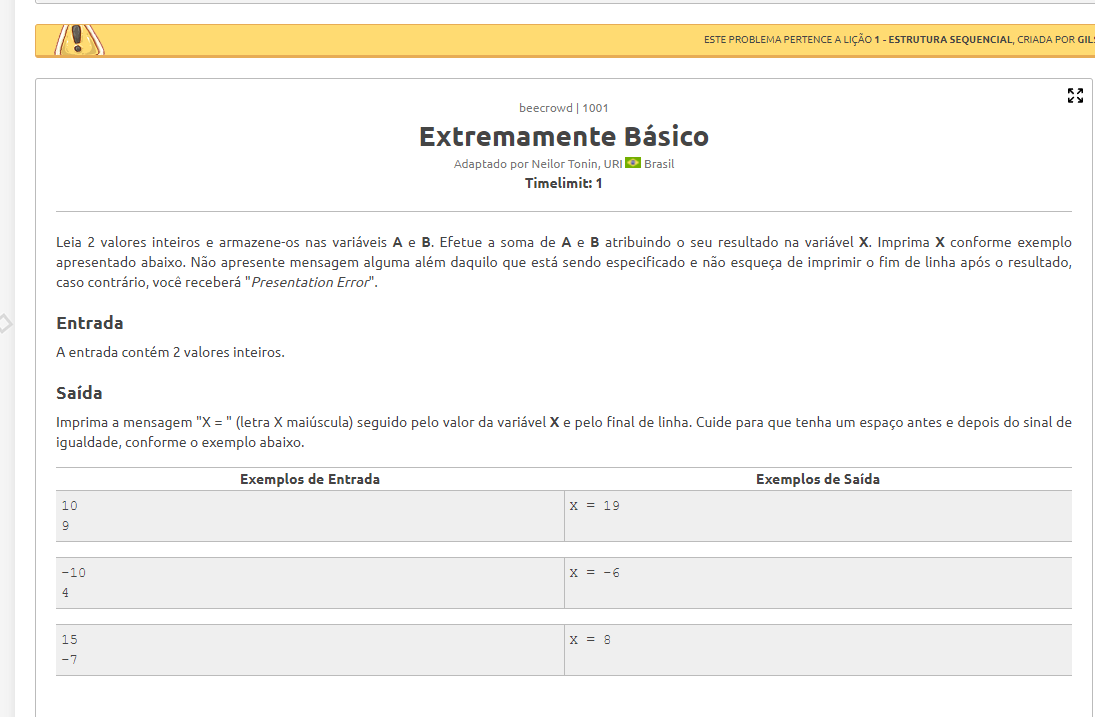 ESTE PROBLEMA PERTENCE A LIÇÃO 1 - ESTRUTURA SEQUENCIAL, CRIADA POR
beecrowd | 1001
Extremamente Básico
Adaptado por Neilor Tonin, URI Brasil
Timelimit: 1
Leia 2 valores inteiros e armazene-os nas variáveis A e B. Efetue a soma de A e B atribuindo o seu resultado na variável X. Imprima X conforme exemplo
apresentado abaixo. Não apresente mensagem alguma além daquilo que está sendo especificado e não esqueça de imprimir o fim de linha após o resultado,
caso contrário, você receberá "Presentation Error".
Entrada
A entrada contém 2 valores inteiros.
Saída
Imprima a mensagem "X = " (letra X maiúscula) seguido pelo valor da variável X e pelo final de linha. Cuide para que tenha um espaço antes e depois do sinal de
igualdade, conforme o exemplo abaixo.
Exemplos de Entrada Exemplos de Saída
10 X = 19
9
-10 X = -6
4
15 X = 8
-7